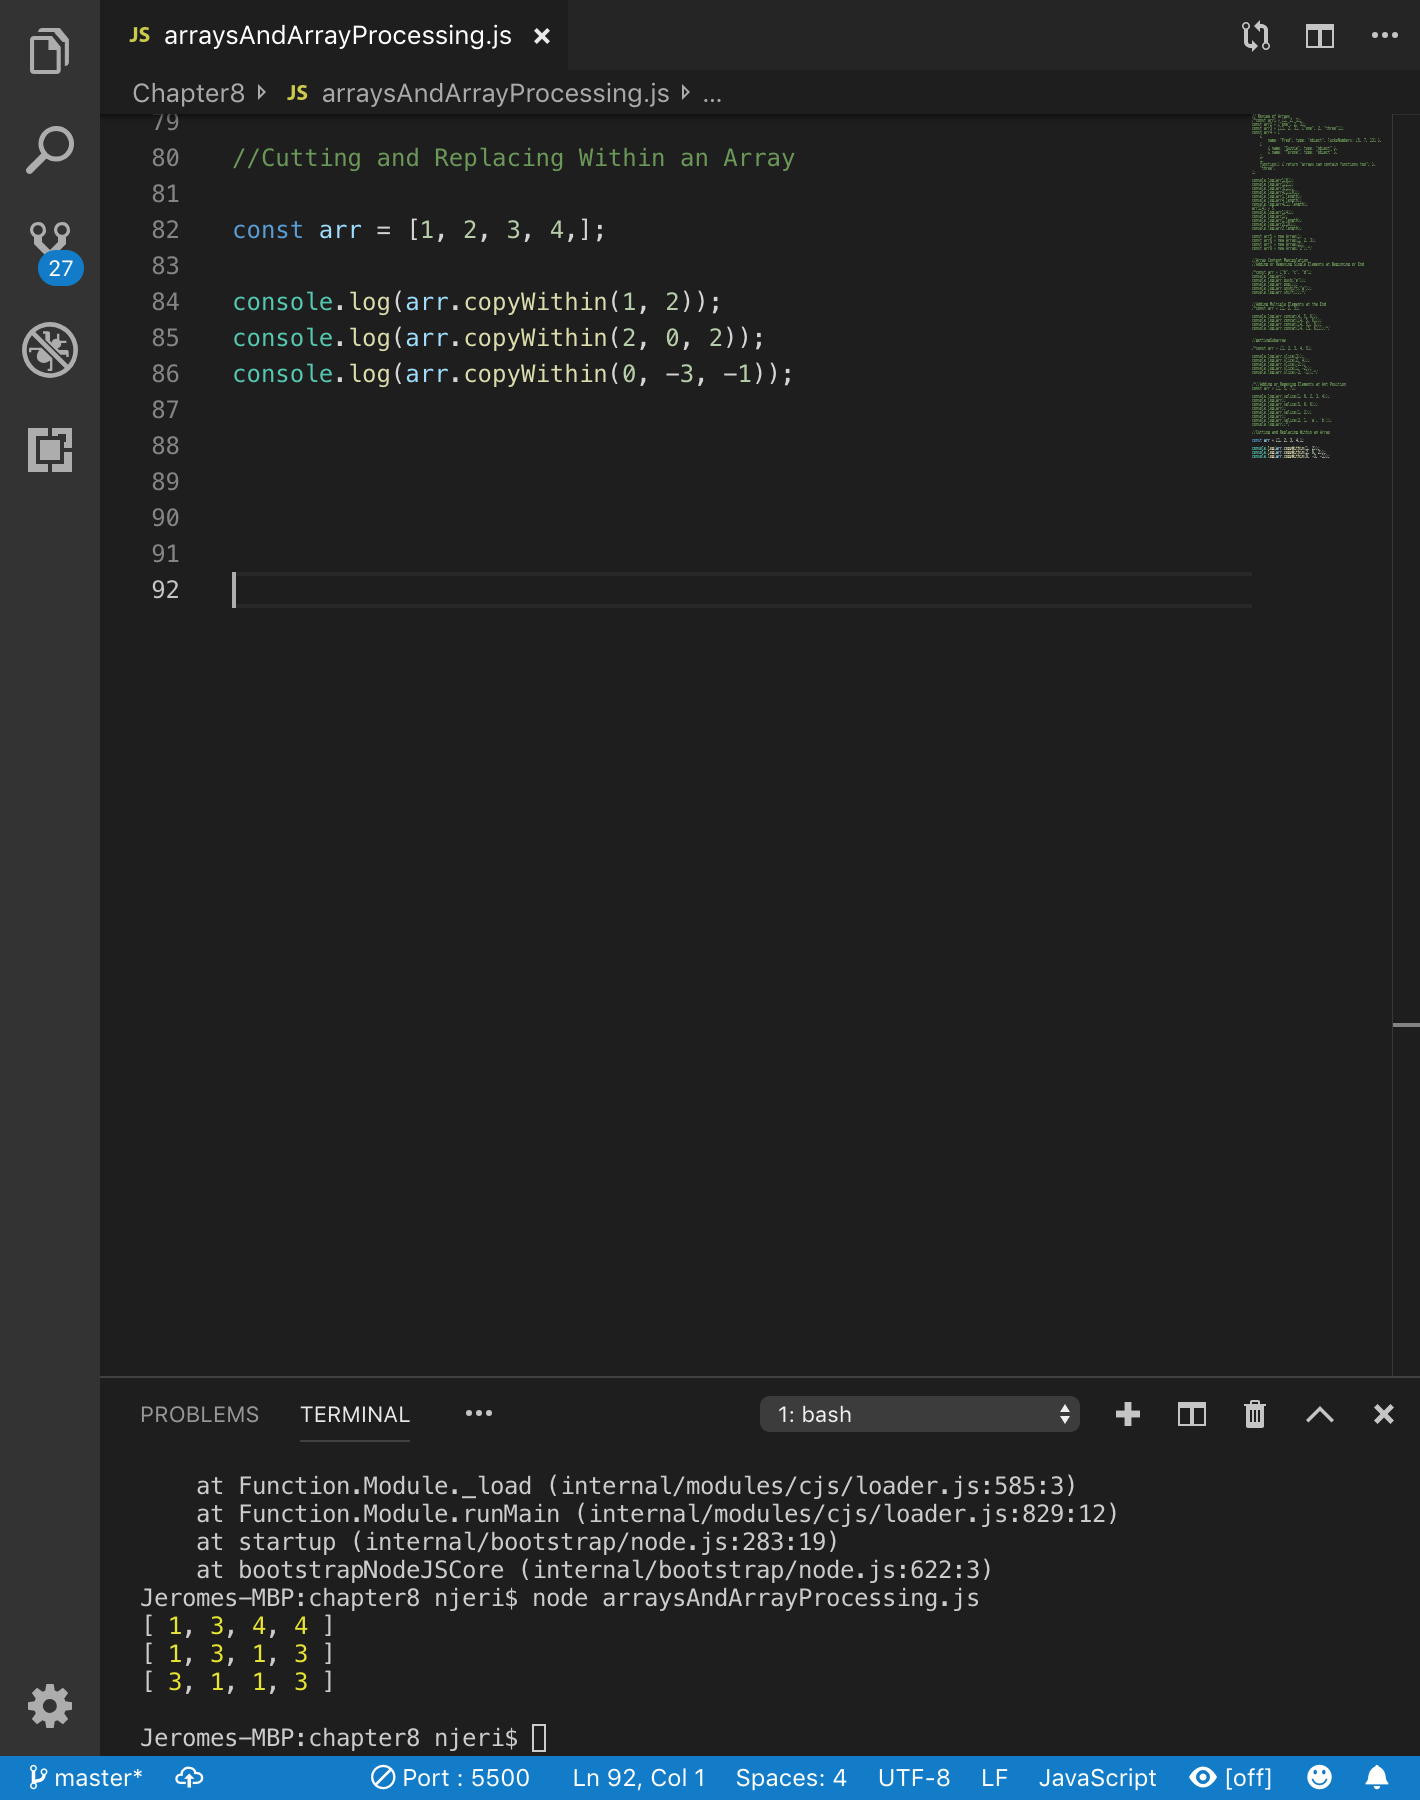 JS arraysAndArrayProcessing.js
Chapter8 JS arraysAndArrayProcessing.js ...
79
80 //Cutting and Replacing Within an Array
81
82 const arr = [1, 2, 3, 4,];
83
84 console.log(arr.copyWithin(1, 2));
85 console.log(arr.copyWithin(2, 0, 2));
86 console.log(arr.copyWithin(0, -3, -1));
87
88
89
90
91
92
27
PROBLEMS TERMINAL ... 1: bash
at Function.Module._load (internal/modules/cjs/loader.js:585:3)
at Function.Module.runMain (internal/modules/cjs/loader.js:829:12)
at startup (internal/bootstrap/node.js:283:19)
at bootstrapNodeJSCore (internal/bootstrap/node.js:622:3)
Jeromes-MBP:chapter8 njeri$ node arraysAndArrayProcessing.js
[ 1, 3, 4, 4 ]
[ 1, 3, 1, 3 ]
[ 3, 1, 1, 3 ]
Jeromes-MBP:chapter8 njeri$
master* Port : 5500 Ln 92, Col 1 Spaces: 4 UTF-8 LF JavaScript [off]